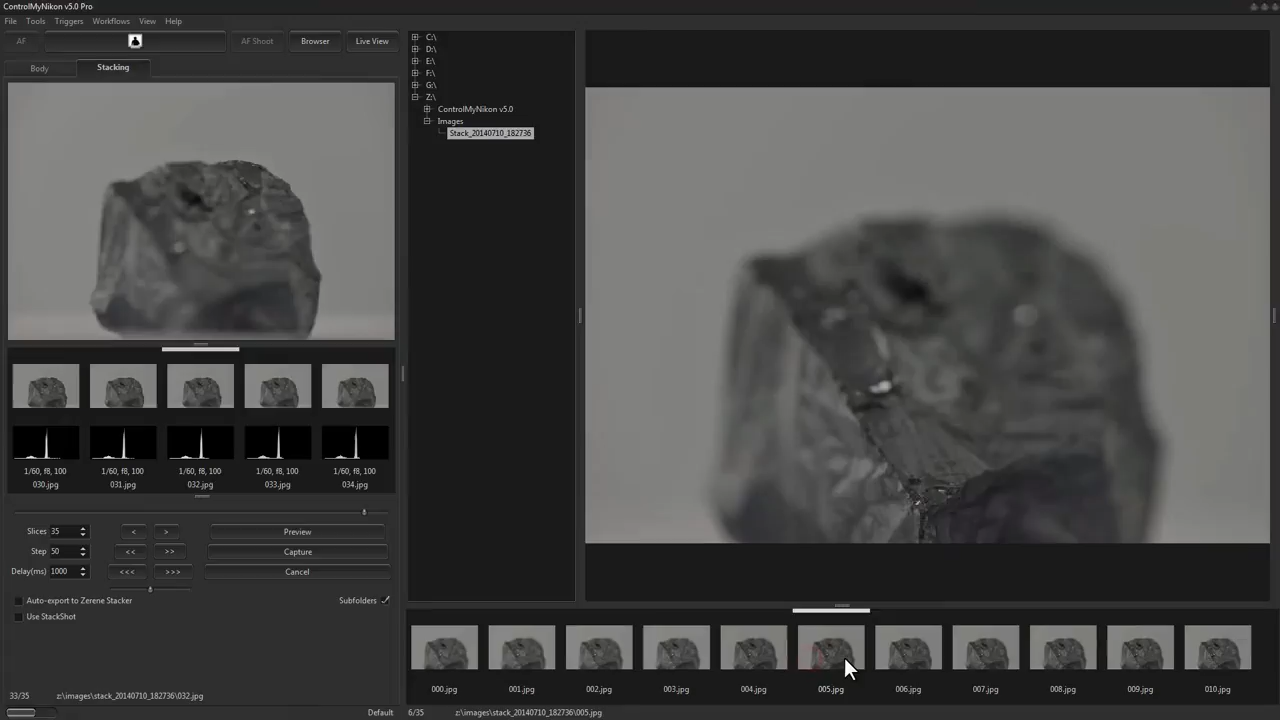 ControlMyNikon v5.0 Pro
File Tools Triggers Workflows View Help
AF AF Shoot Browser Live View
Body Stacking
C:\
D:\
E:\
F:\
G:\
Z:\
ControlMyNikon v5.0
Images
Stack_20140710_182736
1/60, f8, 100 1/60, f8, 100 1/60, f8, 100 1/60, f8, 100 1/60, f8, 100
030.jpg 031.jpg 032.jpg 033.jpg 034.jpg
Slices 35 < > Preview
Step 50 << >> Capture
Delay(ms) 1000 <<< >>> Cancel
Auto-export to Zerene Stacker Subfolders
Use StackShot
000.jpg 001.jpg 002.jpg 003.jpg 004.jpg 005.jpg 006.jpg 007.jpg 008.jpg 009.jpg 010.jpg
33/35 z:\images\stack_20140710_182736\032.jpg
Default 6/35 z:\images\stack_20140710_182736\005.jpg